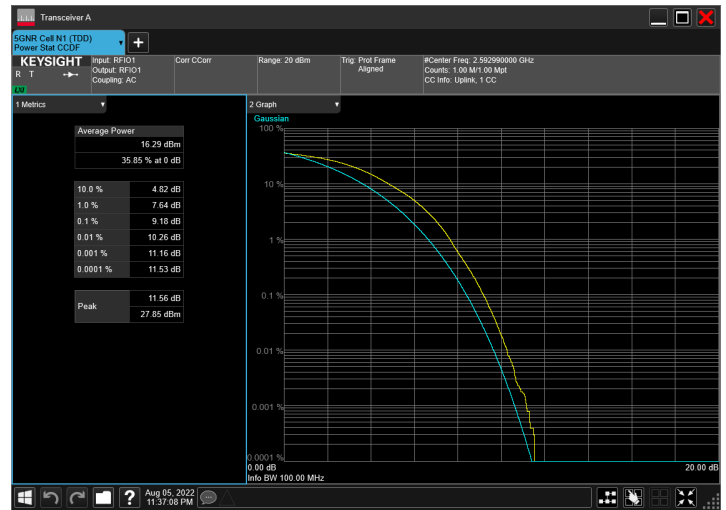 Transceiver A
5GNR Cell N1 (TDD)
Power Stat CCDF
KEYSIGHT
R T
LXI
Input: RFIO1
Output: RFIO1
Coupling: AC
Corr CCorr
Range: 20 dBm
Trig: Prot Frame
Aligned
#Center Freq: 2.592990000 GHz
Counts: 1.00 M/1.00 Mpt
CC Info: Uplink, 1 CC
1 Metrics
Average Power
16.29 dBm
35.85 % at 0 dB
10.0 % 4.82 dB
1.0 % 7.64 dB
0.1 % 9.18 dB
0.01 % 10.26 dB
0.001 % 11.16 dB
0.0001 % 11.53 dB
Peak
11.56 dB
27.85 dBm
2 Graph
Gaussian
100 %
10 %
1 %
0.1 %
0.01 %
0.001 %
0.0001 %
0.00 dB 20.00 dB
Info BW 100.00 MHz
? Aug 05, 2022
11:37:08 PM